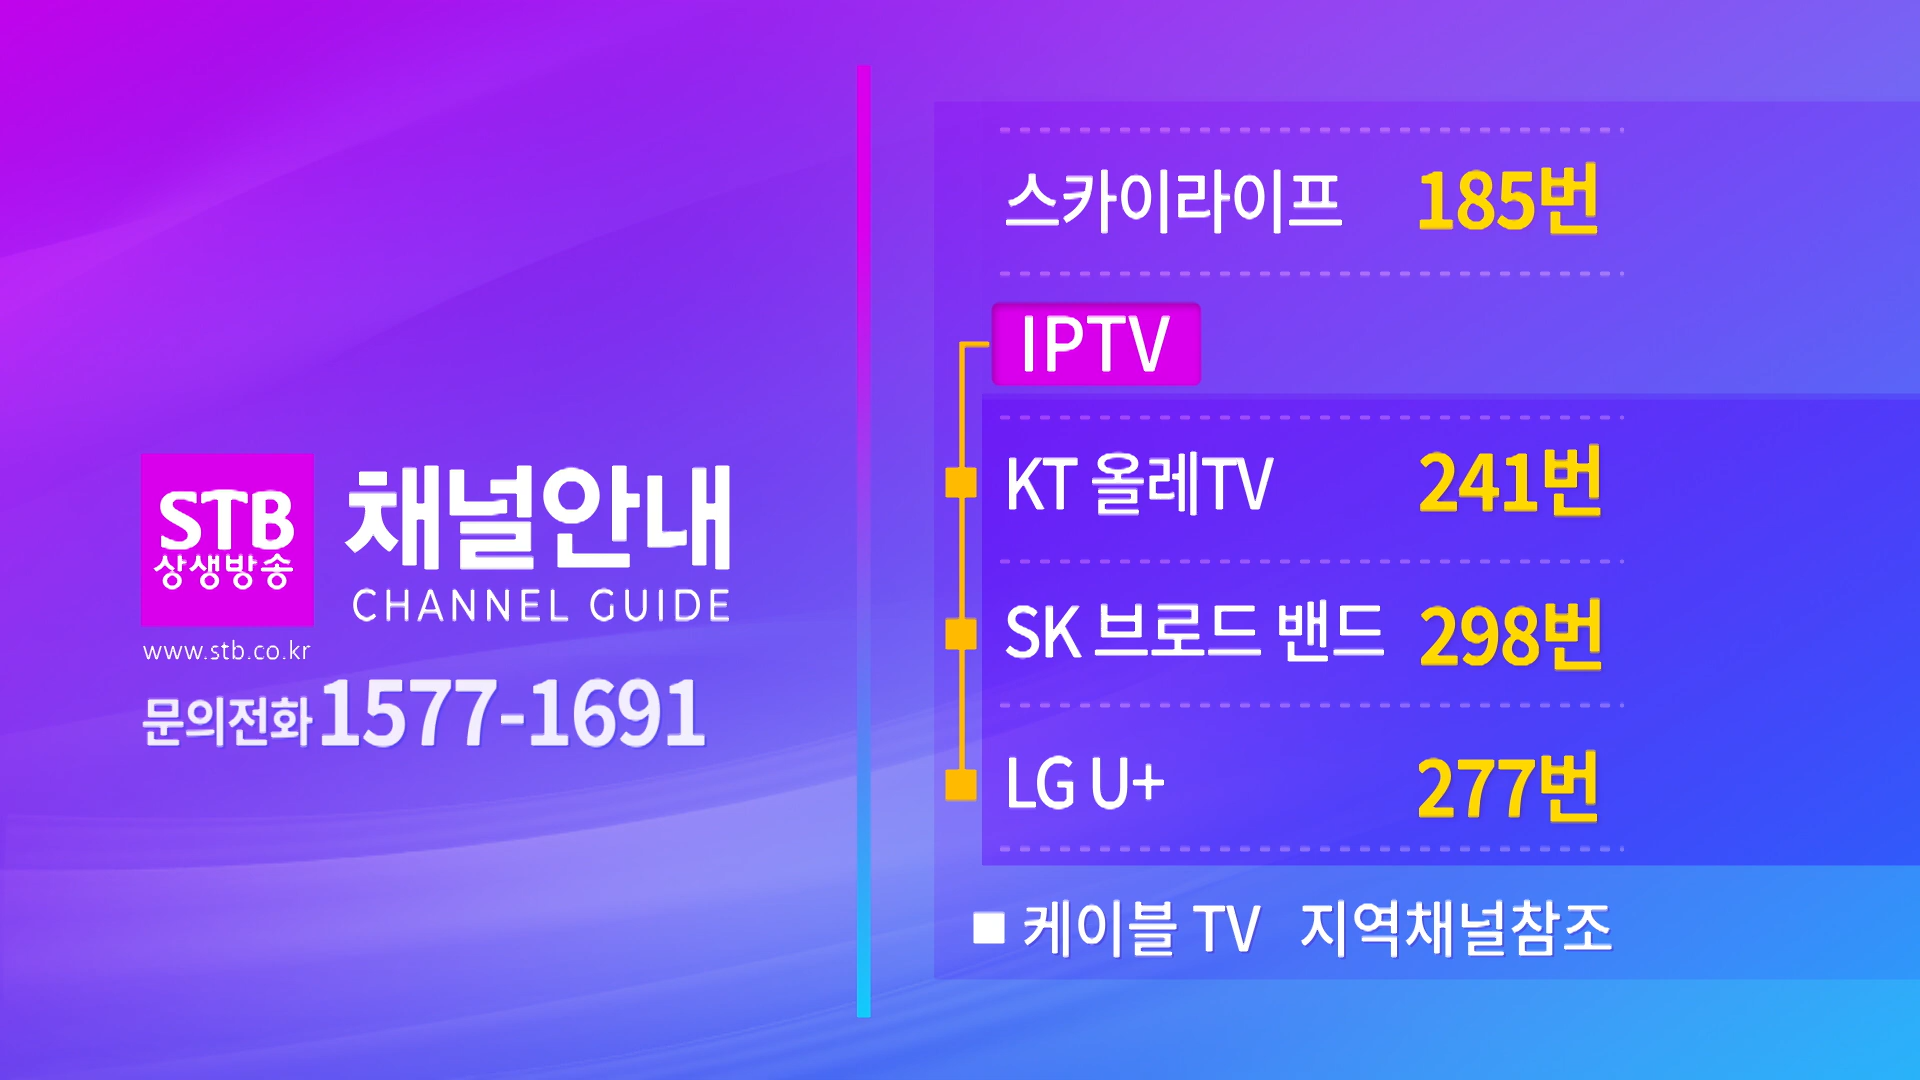 STB
상생방송
채널안내
CHANNEL GUIDE
www.stb.co.kr
문의전화 1577-1691
스카이라이프 185번
IPTV
KT 올레TV 241번
SK 브로드 밴드 298번
LG U+ 277번
케이블 TV 지역채널참조